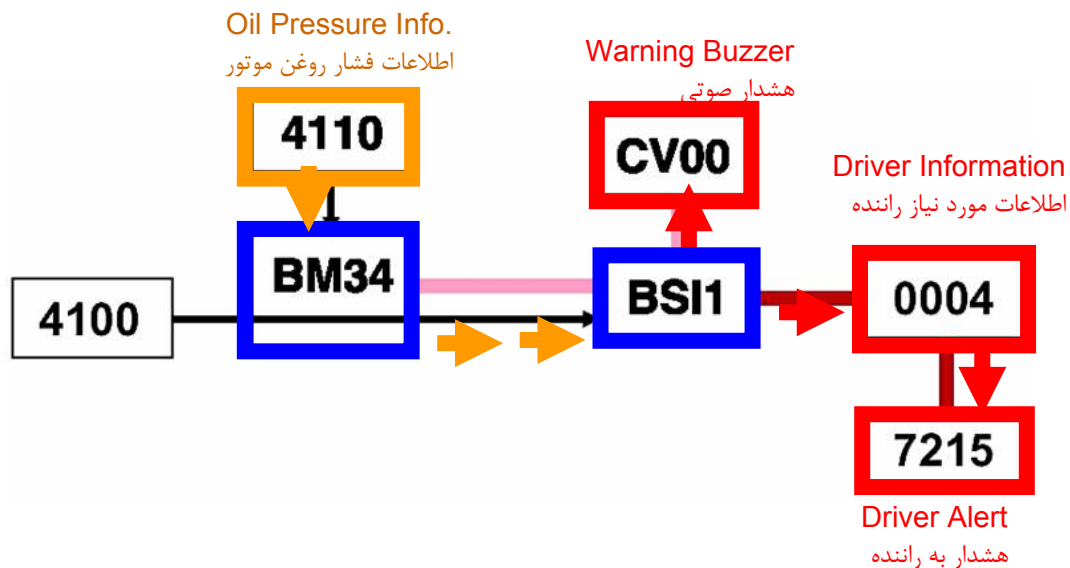 Oil Pressure Info.
اطلاعات فشار روغن موتور
Warning Buzzer
هشدار صوتی
4110
CV00
Driver Information
اطلاعات مورد نیاز راننده
BM34
BSI1
0004
4100
7215
Driver Alert
هشدار به راننده